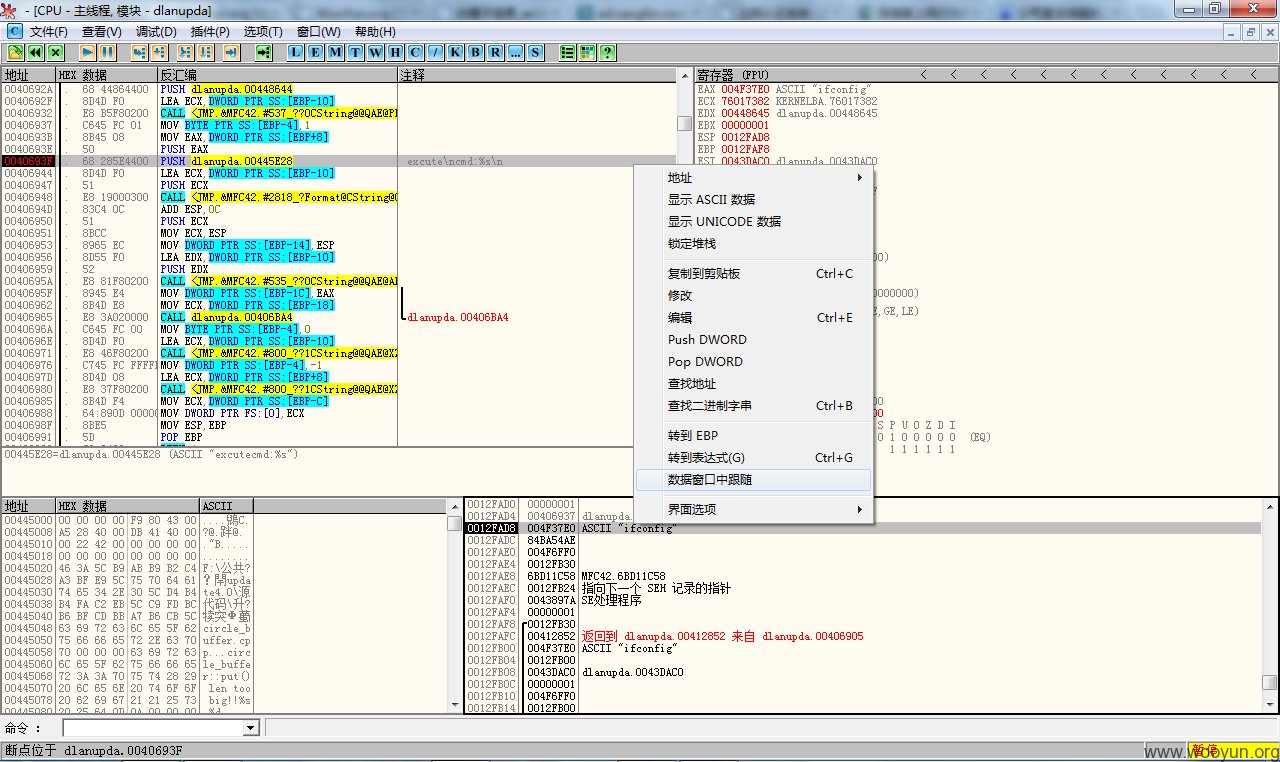 - [CPU - 主线程, 模块 - dlanupda]
C 文件(F) 查看(V) 调试(D) 插件(P) 选项(T) 窗口(W) 帮助(H)
L E M T W H C / K B R ... S ?
地址 HEX 数据 反汇编 注释 寄存器 (FPU) < < < < < < < < < < < <
0040692A . 68 44864400 PUSH dlanupda.00448644
0040692F . 8D4D F0 LEA ECX,DWORD PTR SS:[EBP-10]
00406932 . E8 B5F80200 CALL <JMP.&MFC42.#537_??0CString@@QAE@P
00406937 . C645 FC 01 MOV BYTE PTR SS:[EBP-4],1
0040693B . 8B45 08 MOV EAX,DWORD PTR SS:[EBP+8]
0040693E . 50 PUSH EAX
0040693F . 68 285E4400 PUSH dlanupda.00445E28 excute\ncmd:%s\n
00406944 . 8D4D F0 LEA ECX,DWORD PTR SS:[EBP-10]
00406947 . 51 PUSH ECX
00406948 . E8 19000300 CALL <JMP.&MFC42.#2818_?Format@CString@
0040694D . 83C4 0C ADD ESP,0C
00406950 . 51 PUSH ECX
00406951 . 8BCC MOV ECX,ESP
00406953 . 8965 EC MOV DWORD PTR SS:[EBP-14],ESP
00406956 . 8D55 F0 LEA EDX,DWORD PTR SS:[EBP-10]
00406959 . 52 PUSH EDX
0040695A . E8 81F80200 CALL <JMP.&MFC42.#535_??0CString@@QAE@A
0040695F . 8945 E4 MOV DWORD PTR SS:[EBP-1C],EAX
00406962 . 8B4D E8 MOV ECX,DWORD PTR SS:[EBP-18]
00406965 . E8 3A020000 CALL dlanupda.00406BA4 dlanupda.00406BA4
0040696A . C645 FC 00 MOV BYTE PTR SS:[EBP-4],0
0040696E . 8D4D F0 LEA ECX,DWORD PTR SS:[EBP-10]
00406971 . E8 46F80200 CALL <JMP.&MFC42.#800_??1CString@@QAE@XZ
00406976 . C745 FC FFFF MOV DWORD PTR SS:[EBP-4],-1
0040697D . 8D4D 08 LEA ECX,DWORD PTR SS:[EBP+8]
00406980 . E8 37F80200 CALL <JMP.&MFC42.#800_??1CString@@QAE@XZ
00406985 . 8B4D F4 MOV ECX,DWORD PTR SS:[EBP-C]
00406988 . 64:890D 00000 MOV DWORD PTR FS:[0],ECX
0040698F . 8BE5 MOV ESP,EBP
00406991 . 5D POP EBP
00445E28=dlanupda.00445E28 (ASCII "excutecmd:%s")
EAX 004F37E0 ASCII "ifconfig"
ECX 76017382 KERNELBA.76017382
EDX 00448645 dlanupda.00448645
EBX 00000001
ESP 0012FAD8
EBP 0012FAF8
ESI 0043DAC0 dlanupda.0043DAC0
00)
0000000)
,GE,LE)
S P U O Z D I
0 1 0 0 0 0 0 (EQ)
1 1 1 1 1 1
地址
显示 ASCII 数据
显示 UNICODE 数据
锁定堆栈
复制到剪贴板 Ctrl+C
修改
编辑 Ctrl+E
Push DWORD
Pop DWORD
查找地址
查找二进制字串 Ctrl+B
转到 EBP
转到表达式(G) Ctrl+G
数据窗口中跟随
界面选项
地址 HEX 数据 ASCII
00445000 00 00 00 00 F9 80 43 00
00445008 A5 28 40 00 DB 41 40 00
00445010 00 22 42 00 00 00 00 00 ."B.....
00445018 00 00 00 00 00 00 00 00 ........
00445020 46 3A 5C B9 AB B9 B2 C4 F:\公共?
00445028 A3 BF E9 5C 75 70 64 61
00445030 74 65 34 2E 30 5C D4 B4 te4.0\源
00445038 B4 FA C2 EB 5C C9 FD BC 代码\升?
00445040 B6 BF CD BB A7 B6 CB 5C
00445048 63 69 72 63 6C 65 5F 62 circle_b
00445050 75 66 66 65 72 2E 63 70 uffer.cp
00445058 70 00 00 00 63 69 72 63 p...circ
00445060 6C 65 5F 62 75 66 66 65 le_buffe
00445068 72 3A 3A 70 75 74 28 29 r::put()
00445070 20 6C 65 6E 20 74 6F 6F len too
00445078 20 62 69 67 21 21 25 73 big!!%s
0012FAD0 00000001
0012FAD4 00406937
0012FAD8 004F37E0 ASCII "ifconfig"
0012FADC 84BA54AE
0012FAE0 004F6FF0
0012FAE4 0012FB30
0012FAE8 6BD11C58 MFC42.6BD11C58
0012FAEC 0012FB24 指向下一个 SEH 记录的指针
0012FAF0 0043897A SE处理程序
0012FAF4 00000001
0012FAF8 0012FB30
0012FAFC 00412852 返回到 dlanupda.00412852 来自 dlanupda.00406905
0012FB00 004F37E0 ASCII "ifconfig"
0012FB04 0012FB00
0012FB08 0043DAC0 dlanupda.0043DAC0
0012FB0C 00000001
0012FB10 004F6FF0
0012FB14 0012FB00
命令 :
断点位于 dlanupda.0040693F
暂停
www.wooyun.org